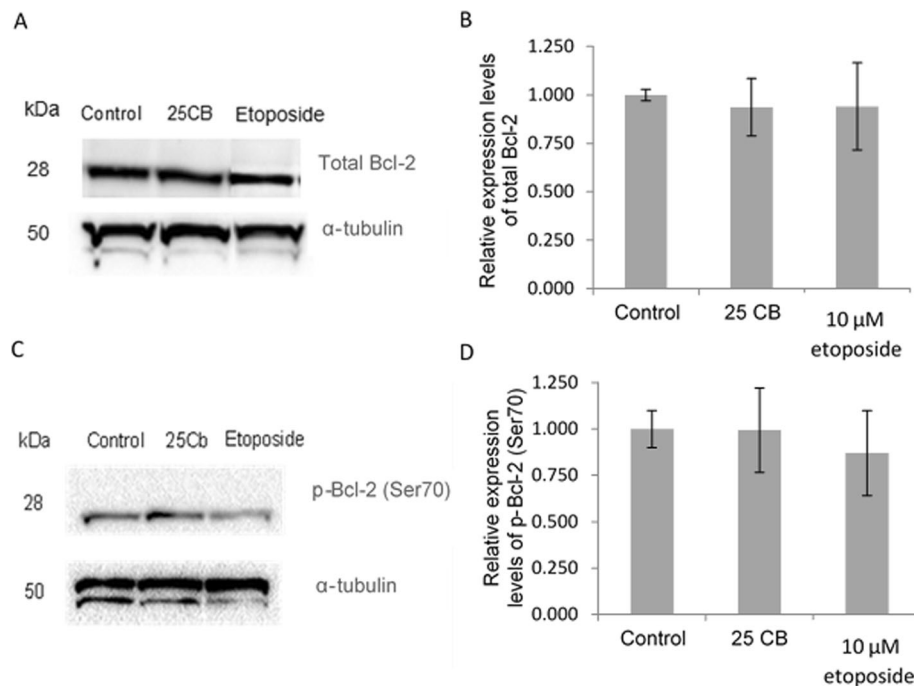 A
kDa
Control 25CB Etoposide
28
Total Bcl-2
50
α-tubulin
B
Relative expression levels
of total Bcl-2
1.250
1.000
0.750
0.500
0.250
0.000
Control
25 CB
10 µM
etoposide
C
kDa
Control 25Cb Etoposide
28
p-Bcl-2 (Ser70)
50
α-tubulin
D
Relative expression
levels of p-Bcl-2 (Ser70)
1.250
1.000
0.750
0.500
0.250
0.000
Control
25 CB
10 µM
etoposide